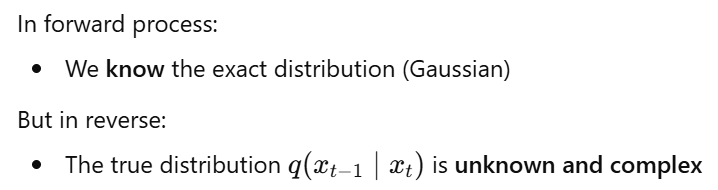 In forward process:
• We know the exact distribution (Gaussian)
But in reverse:
• The true distribution q(x_{t−1} | x_t) is unknown and complex